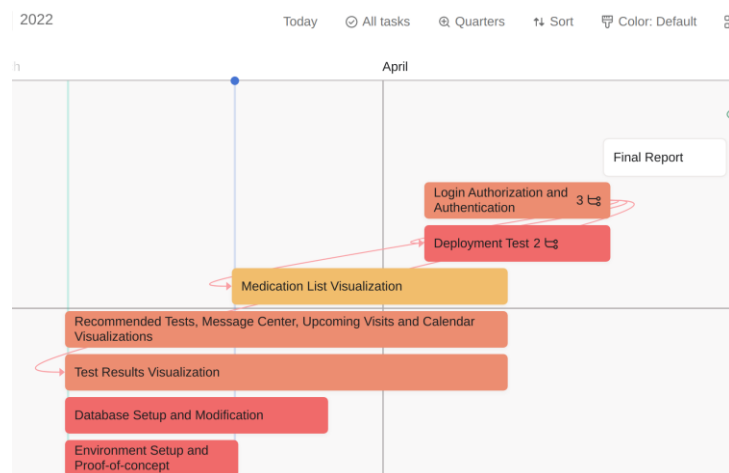 2022
Today
All tasks
Quarters
Sort
Color: Default
h
April
Final Report
Login Authorization and
Authentication
3
Deployment Test 2
Medication List Visualization
Recommended Tests, Message Center, Upcoming Visits and Calendar
Visualizations
Test Results Visualization
Database Setup and Modification
Environment Setup and
Proof-of-concept